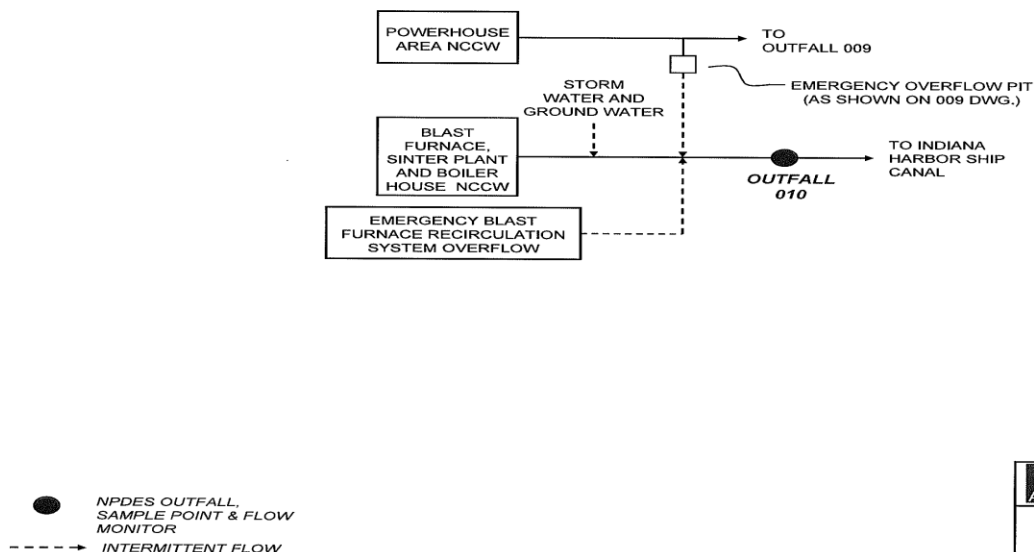 POWERHOUSE
AREA NCCW
TO
OUTFALL 009
EMERGENCY OVERFLOW PIT
(AS SHOWN ON 009 DWG.)
STORM
WATER AND
GROUND WATER
BLAST
FURNACE,
SINTER PLANT
AND BOILER
HOUSE NCCW
TO INDIANA
HARBOR SHIP
CANAL
OUTFALL
010
EMERGENCY BLAST
FURNACE RECIRCULATION
SYSTEM OVERFLOW
NPDES OUTFALL,
SAMPLE POINT & FLOW
MONITOR
INTERMITTENT FLOW